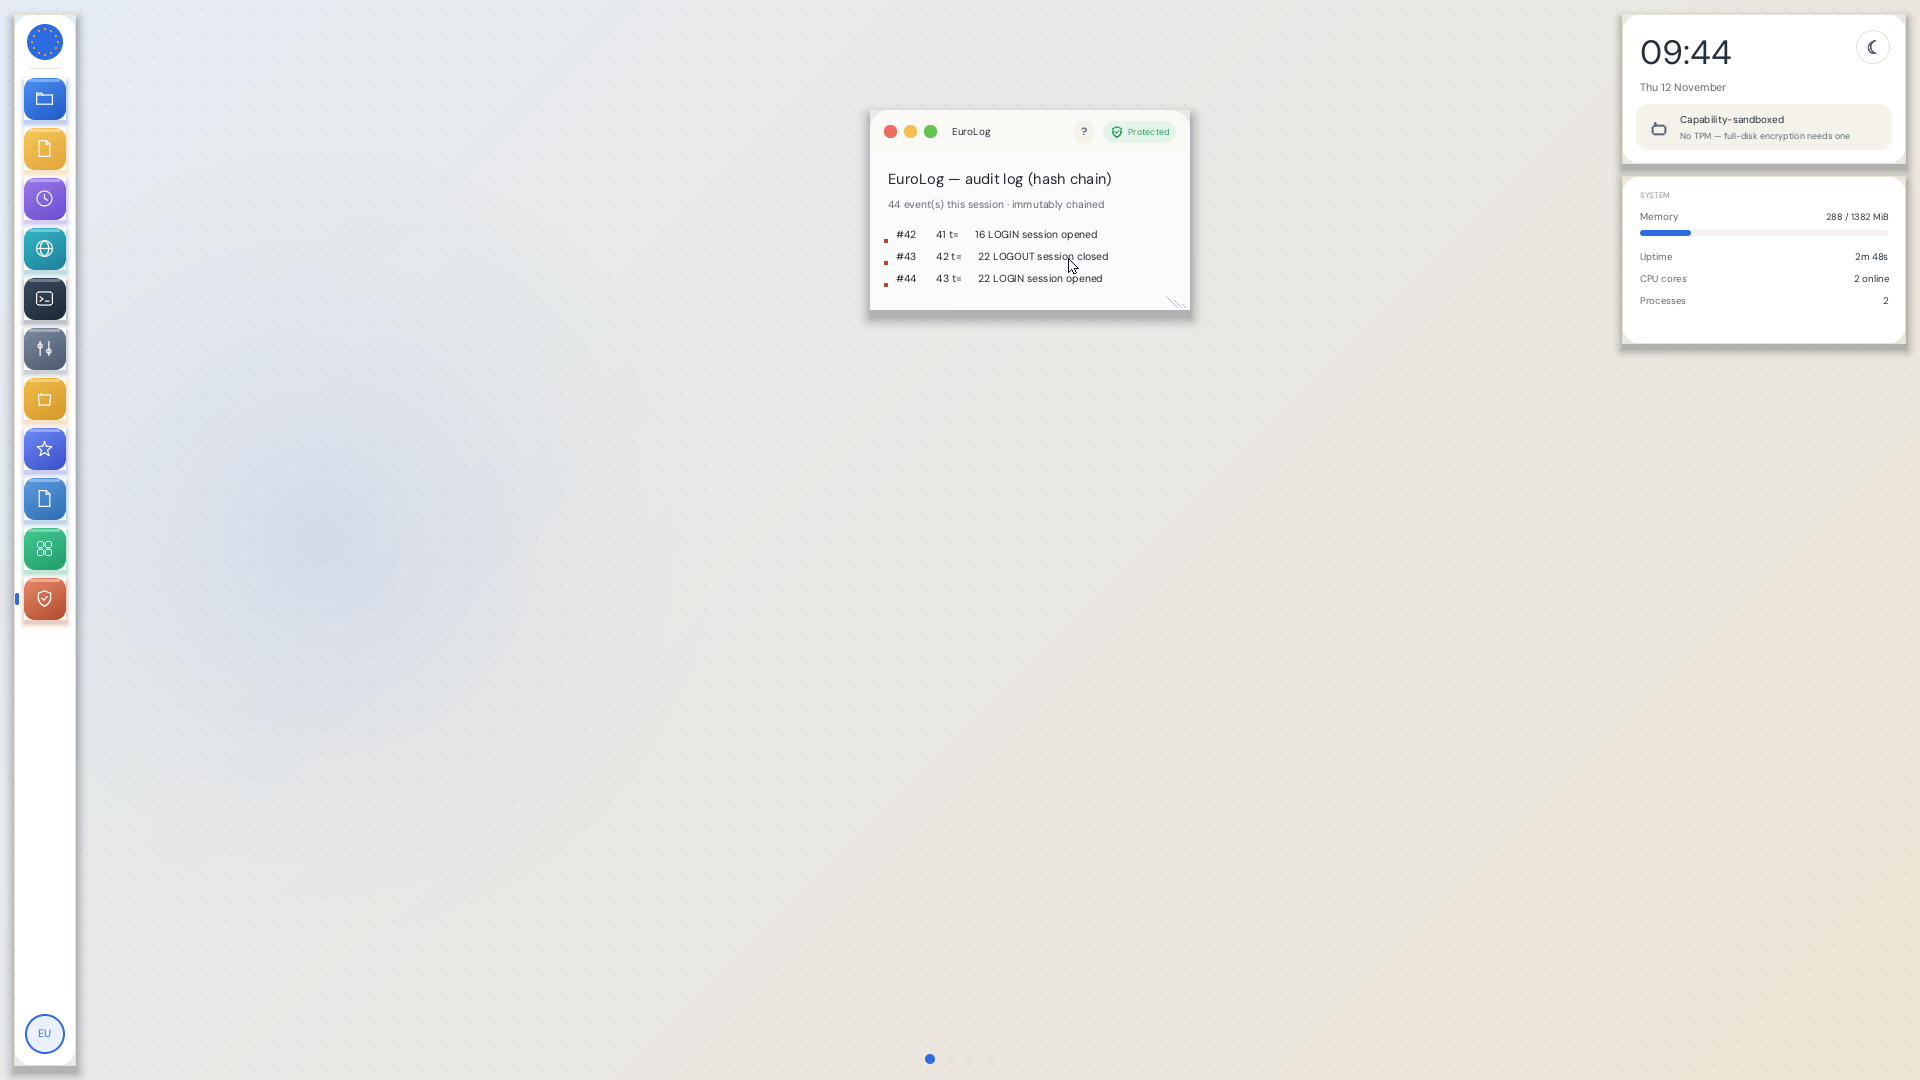 EuroLog
?
Protected
EuroLog — audit log (hash chain)
44 event(s) this session · immutably chained
#42 41 t= 16 LOGIN session opened
#43 42 t= 22 LOGOUT session closed
#44 43 t= 22 LOGIN session opened
09:44
Thu 12 November
Capability-sandboxed
No TPM — full-disk encryption needs one
SYSTEM
Memory 288 / 1382 MiB
Uptime 2m 48s
CPU cores 2 online
Processes 2
EU